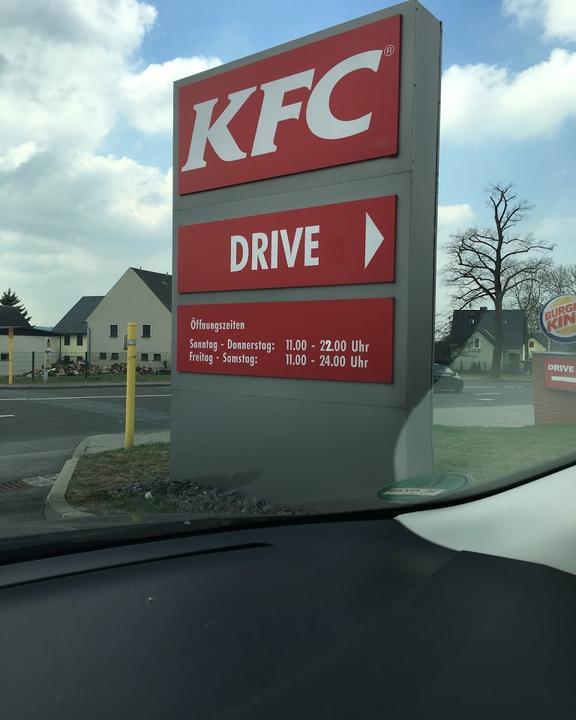 KFC®
DRIVE
Öffnungszeiten
Sonntag - Donnerstag: 11.00 - 22.00 Uhr
Freitag - Samstag: 11.00 - 24.00 Uhr
BURGER
KING
DRIVE